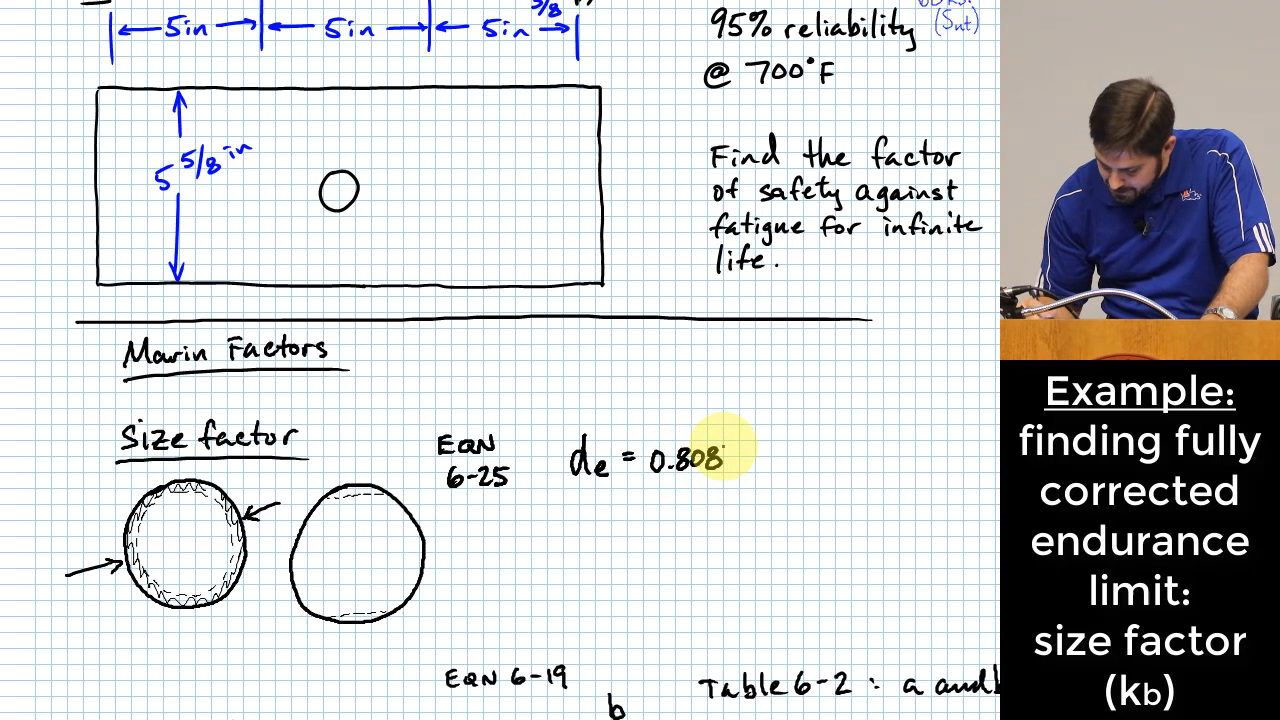 5in 5in 5in 5/8
95% reliability (Sut)
@ 700°F
5 5/8 in
Find the factor
of safety against
fatigue for infinite
life.
Marin Factors
Size factor
EQN
6-25
de = 0.808
EQN 6-19
Table 6-2 : a and
b
Example:
finding fully
corrected
endurance
limit:
size factor
(kb)